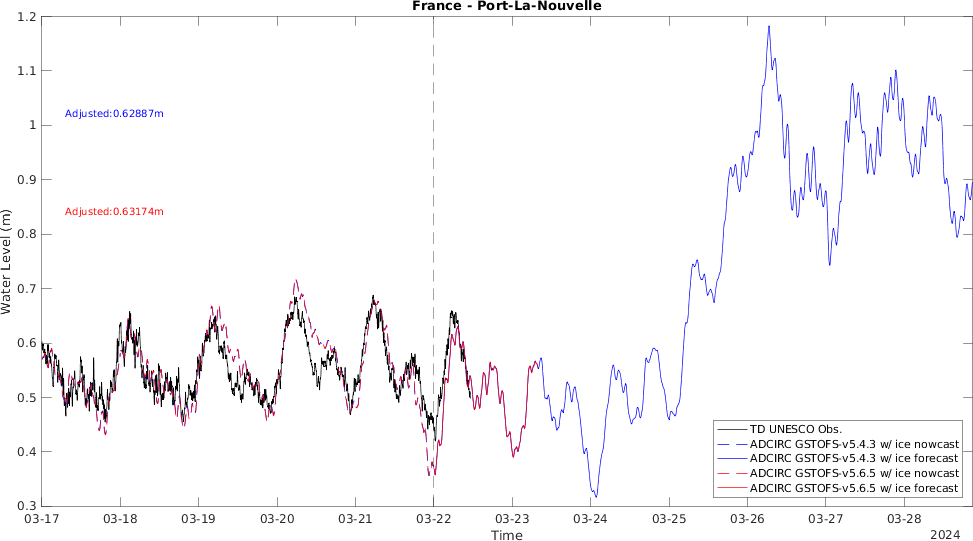 France - Port-La-Nouvelle
1.2
1.1
1
0.9
0.8
0.7
0.6
0.5
0.4
0.3
Water Level (m)
Adjusted:0.62887m
Adjusted:0.63174m
TD UNESCO Obs.
ADCIRC GSTOFS-v5.4.3 w/ ice nowcast
ADCIRC GSTOFS-v5.4.3 w/ ice forecast
ADCIRC GSTOFS-v5.6.5 w/ ice nowcast
ADCIRC GSTOFS-v5.6.5 w/ ice forecast
03-17 03-18 03-19 03-20 03-21 03-22 03-23 03-24 03-25 03-26 03-27 03-28
Time
2024